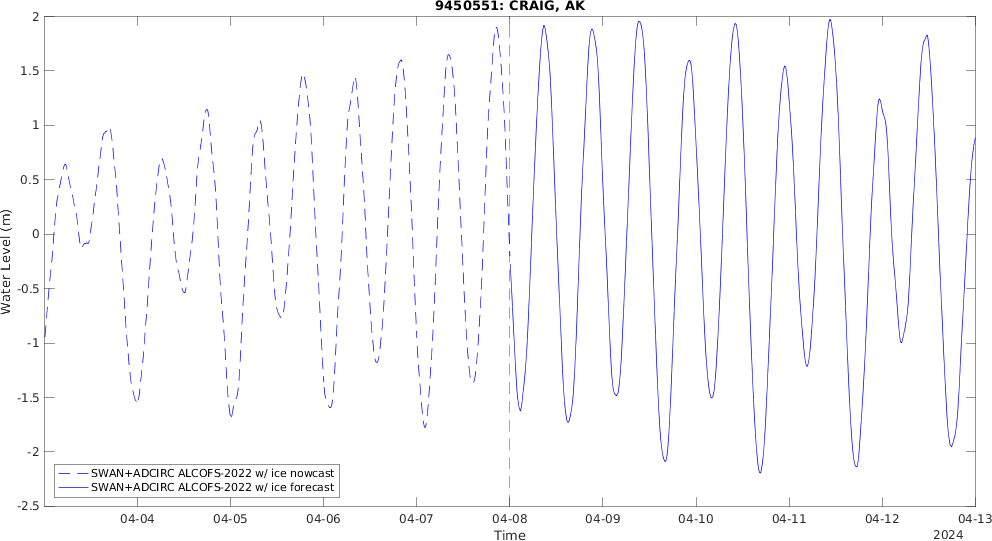 9450551: CRAIG, AK
2
1.5
1
0.5
0
-0.5
-1
-1.5
-2
-2.5
Water Level (m)
SWAN+ADCIRC ALCOFS-2022 w/ ice nowcast
SWAN+ADCIRC ALCOFS-2022 w/ ice forecast
04-04 04-05 04-06 04-07 04-08 04-09 04-10 04-11 04-12 04-13
Time
2024